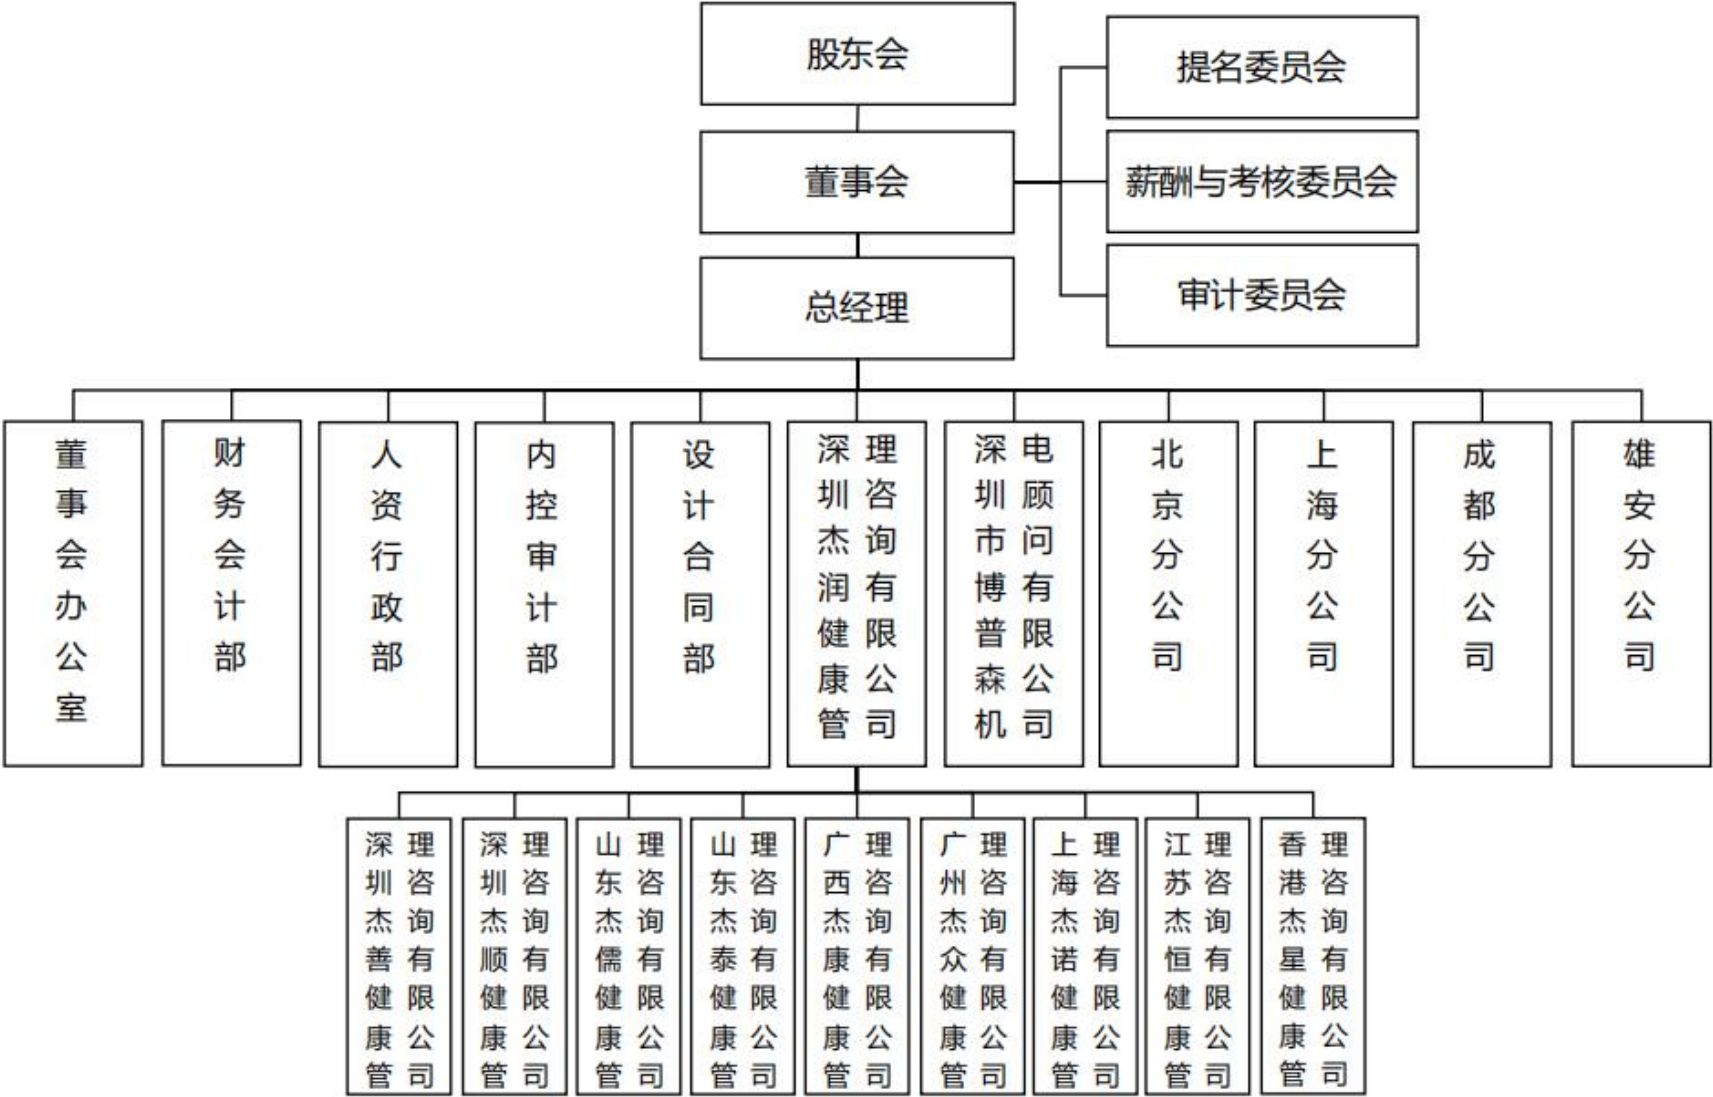 股东会
提名委员会
董事会
薪酬与考核委员会
总经理
审计委员会
董事会办公室
财务会计部
人资行政部
内控审计部
设计合同部
深圳杰润健康管
理咨询有限公司
深圳市博普森机
电顾问有限公司
北京分公司
上海分公司
成都分公司
雄安分公司
深圳杰善健康管
理咨询有限公司
深圳杰顺健康管
理咨询有限公司
山东杰儒健康管
理咨询有限公司
山东杰泰健康管
理咨询有限公司
广西杰康健康管
理咨询有限公司
广州杰众健康管
理咨询有限公司
上海杰诺健康管
理咨询有限公司
江苏杰恒健康管
理咨询有限公司
香港杰星健康管
理咨询有限公司